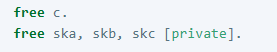 free c.
free ska, skb, skc [private].